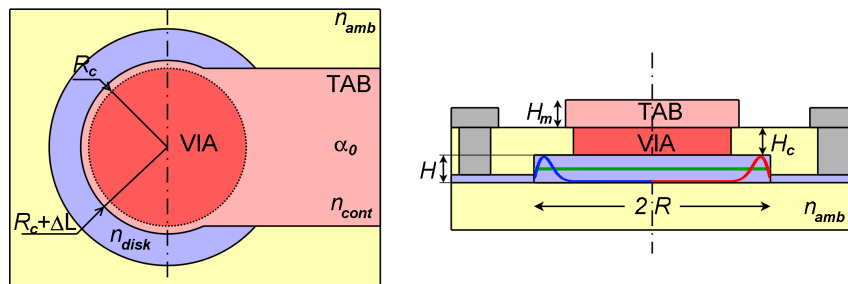 n_amb
R_c
TAB
VIA
α_0
n_cont
R_c+ΔL
n_disk
H_m
TAB
VIA
H_c
H
2 R
n_amb